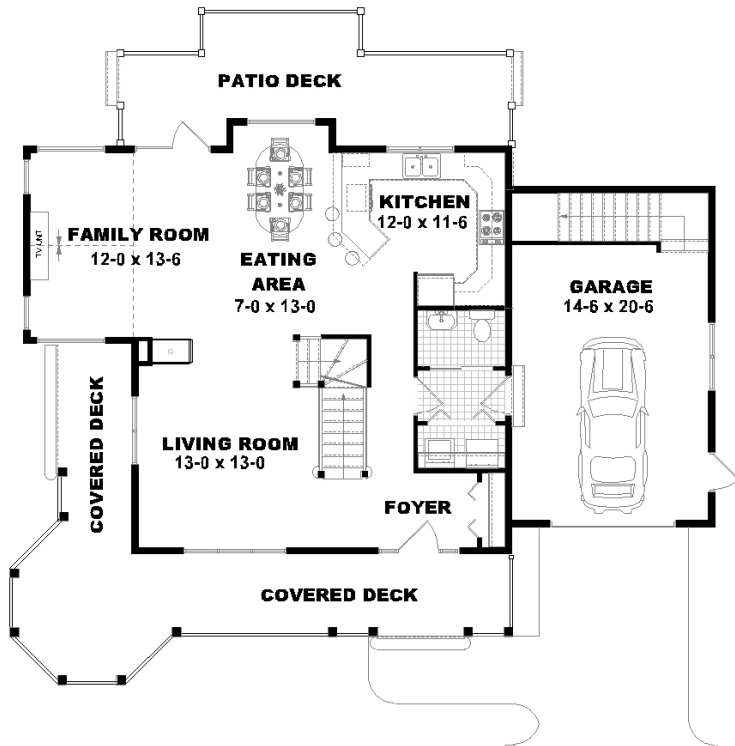 PATIO DECK
KITCHEN
12-0 x 11-6
FAMILY ROOM
12-0 x 13-6
EATING
AREA
7-0 x 13-0
GARAGE
14-6 x 20-6
COVERED DECK
LIVING ROOM
13-0 x 13-0
FOYER
COVERED DECK